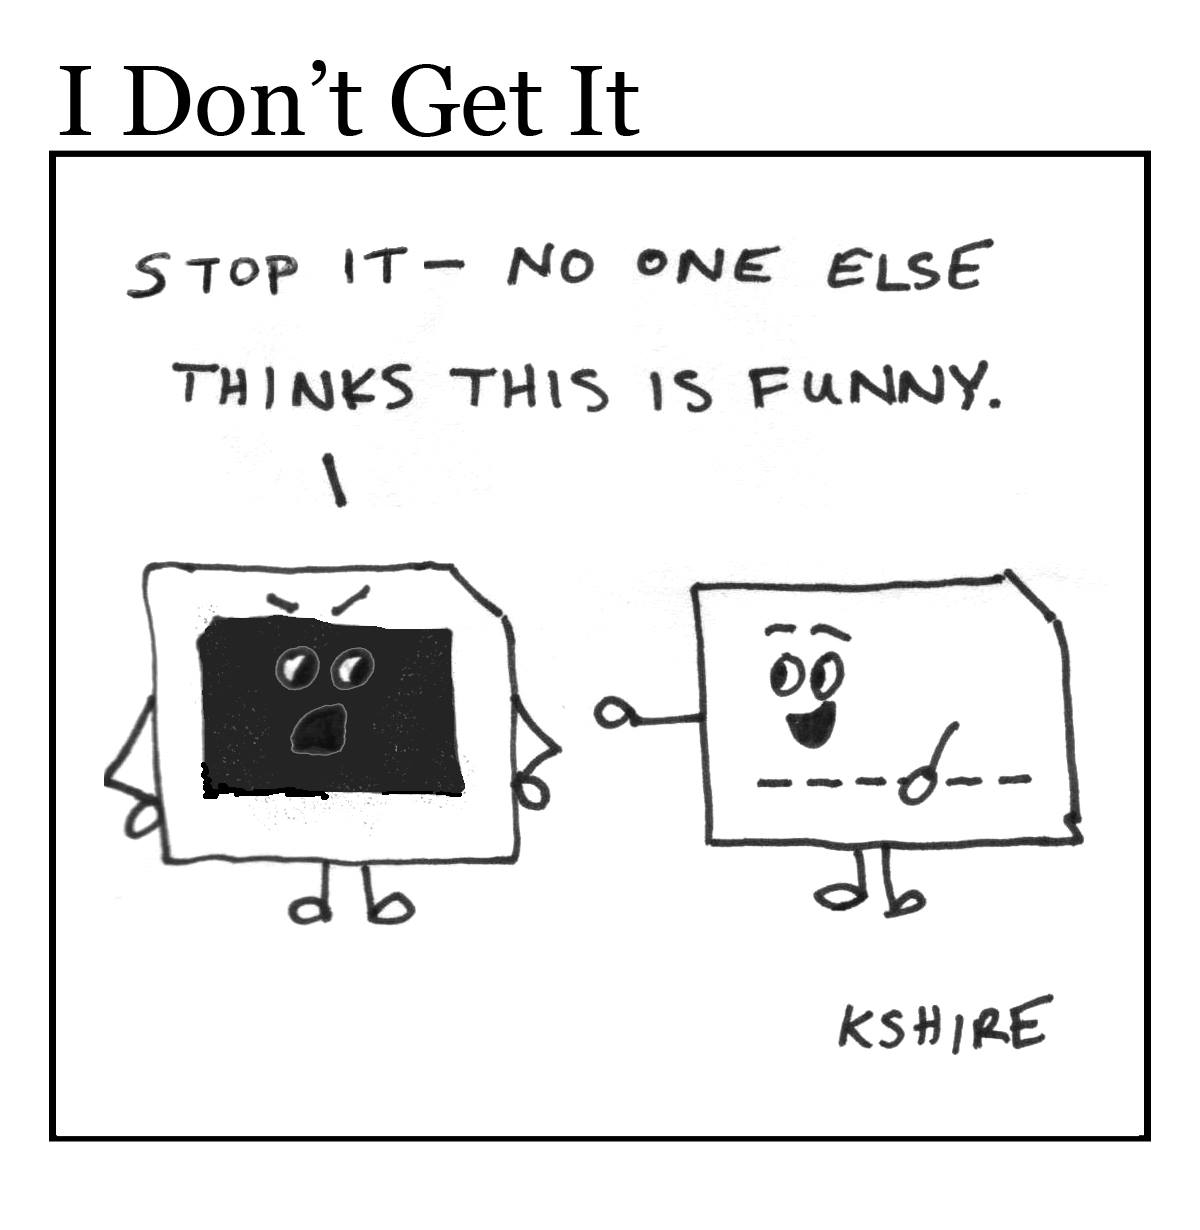 I Don’t Get It
STOP IT – NO ONE ELSE
THINKS THIS IS FUNNY.
KSHIRE